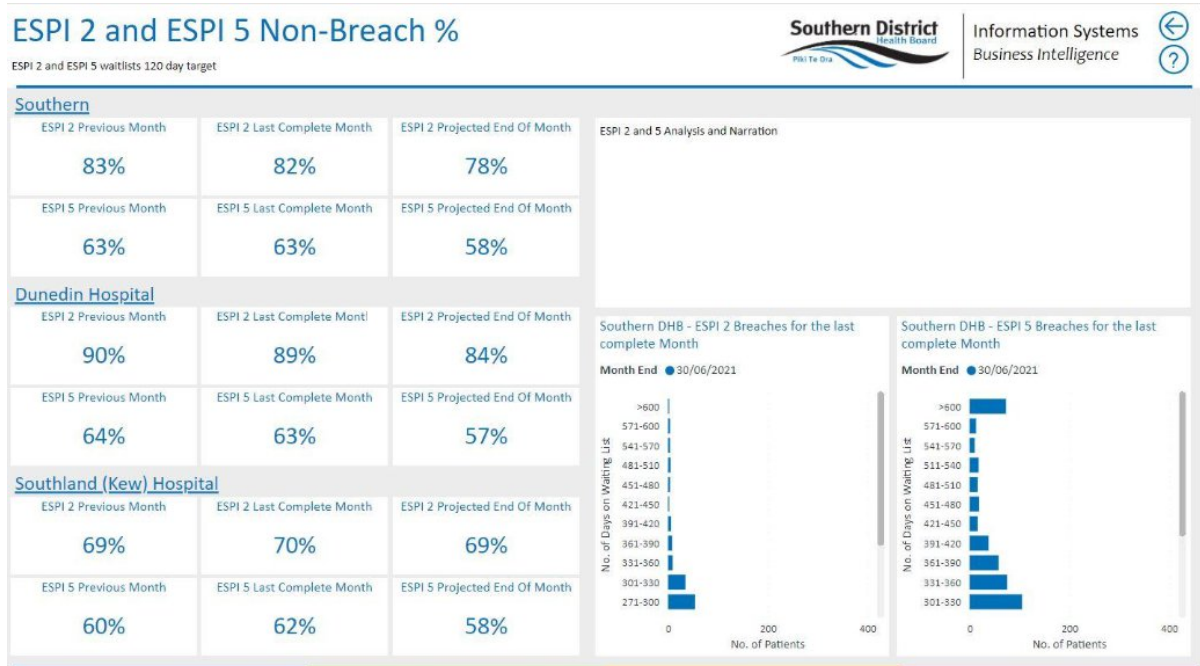 ESPI 2 and ESPI 5 Non-Breach %
ESPI 2 and ESPI 5 waitlists 120 day target
Southern District
Health Board
Piki Te Ora
Information Systems
Business Intelligence
?
Southern
ESPI 2 Previous Month
83%
ESPI 2 Last Complete Month
82%
ESPI 2 Projected End Of Month
78%
ESPI 5 Previous Month
63%
ESPI 5 Last Complete Month
63%
ESPI 5 Projected End Of Month
58%
Dunedin Hospital
ESPI 2 Previous Month
90%
ESPI 2 Last Complete Montl
89%
ESPI 2 Projected End Of Month
84%
ESPI 5 Previous Month
64%
ESPI 5 Last Complete Month
63%
ESPI 5 Projected End Of Month
57%
Southland (Kew) Hospital
ESPI 2 Previous Month
69%
ESPI 2 Last Complete Month
70%
ESPI 2 Projected End Of Month
69%
ESPI 5 Previous Month
60%
ESPI 5 Last Complete Month
62%
ESPI 5 Projected End Of Month
58%
ESPI 2 and 5 Analysis and Narration
Southern DHB - ESPI 2 Breaches for the last
complete Month
Month End 30/06/2021
No. of Days on Waiting List
>600
571-600
541-570
481-510
451-480
421-450
391-420
361-390
331-360
301-330
271-300
0 200 400
No. of Patients
Southern DHB - ESPI 5 Breaches for the last
complete Month
Month End 30/06/2021
No. of Days on Waiting List
>600
571-600
541-570
511-540
481-510
451-480
421-450
391-420
361-390
331-360
301-330
0 200 400
No. of Patients